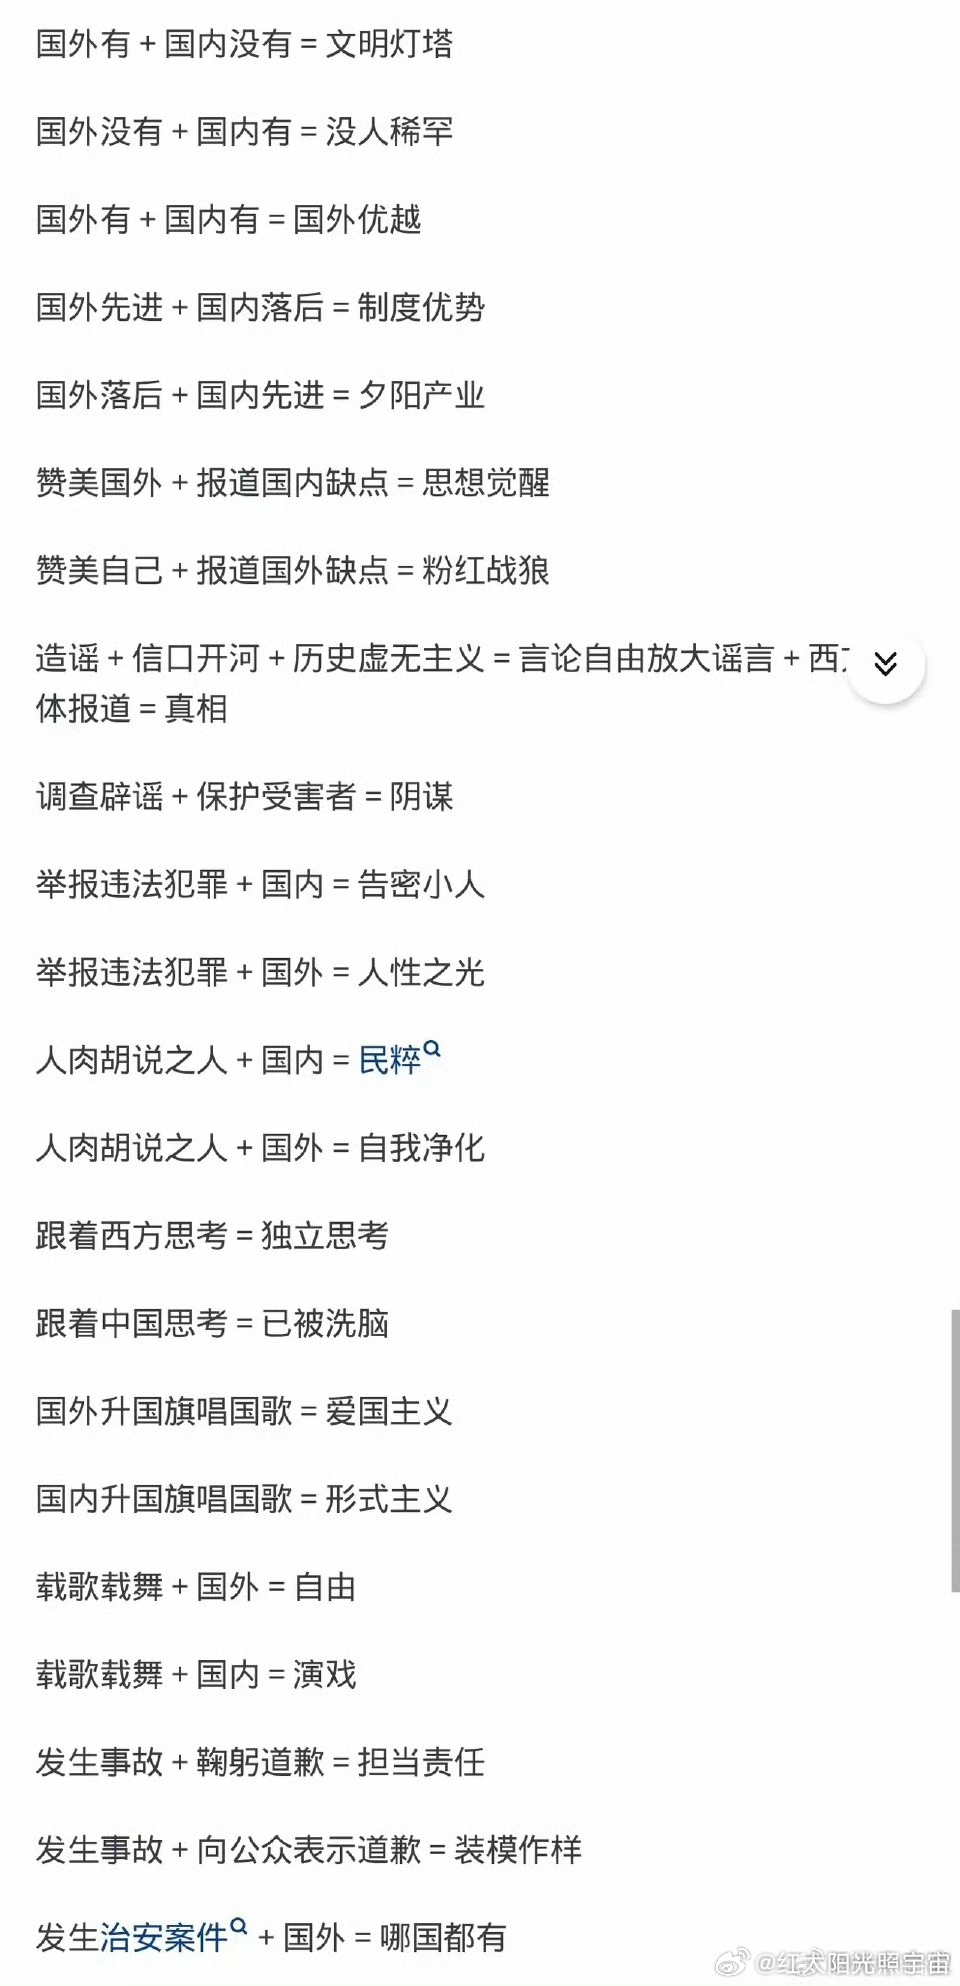 国外有 + 国内没有 = 文明灯塔
国外没有 + 国内有 = 没人稀罕
国外有 + 国内有 = 国外优越
国外先进 + 国内落后 = 制度优势
国外落后 + 国内先进 = 夕阳产业
赞美国外 + 报道国内缺点 = 思想觉醒
赞美自己 + 报道国外缺点 = 粉红战狼
造谣 + 信口开河 + 历史虚无主义 = 言论自由放大谣言 + 西
体报道 = 真相
调查辟谣 + 保护受害者 = 阴谋
举报违法犯罪 + 国内 = 告密小人
举报违法犯罪 + 国外 = 人性之光
人肉胡说之人 + 国内 = 民粹
人肉胡说之人 + 国外 = 自我净化
跟着西方思考 = 独立思考
跟着中国思考 = 已被洗脑
国外升国旗唱国歌 = 爱国主义
国内升国旗唱国歌 = 形式主义
载歌载舞 + 国外 = 自由
载歌载舞 + 国内 = 演戏
发生事故 + 鞠躬道歉 = 担当责任
发生事故 + 向公众表示道歉 = 装模作样
发生治安案件 + 国外 = 哪国都有
@红太阳光照宇宙